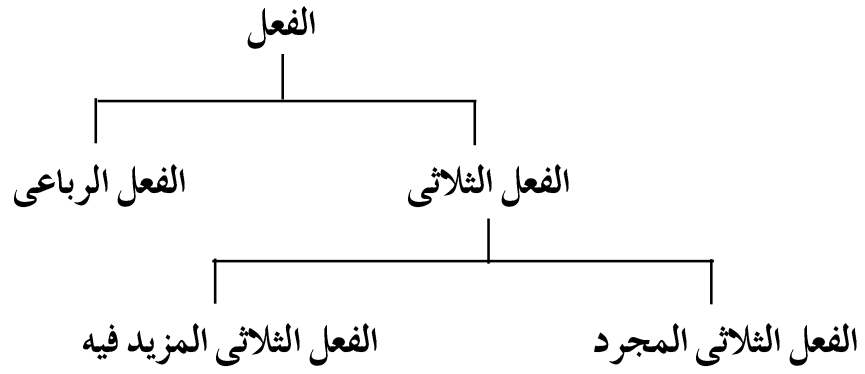 الفعل
الفعل الثلاثى
الفعل الرباعى
الفعل الثلاثى المجرد
الفعل الثلاثى المزيد فيه